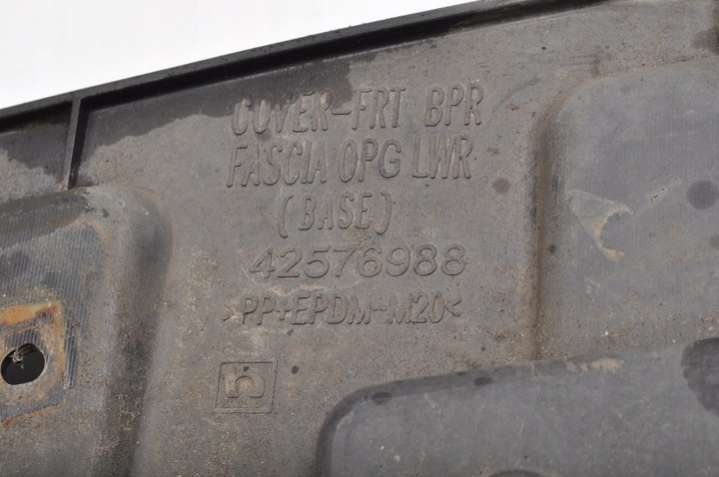 COVER-FRT BPR
FASCIA OPG LWR
(BASE)
42576988
>PP+EPDM-M20<